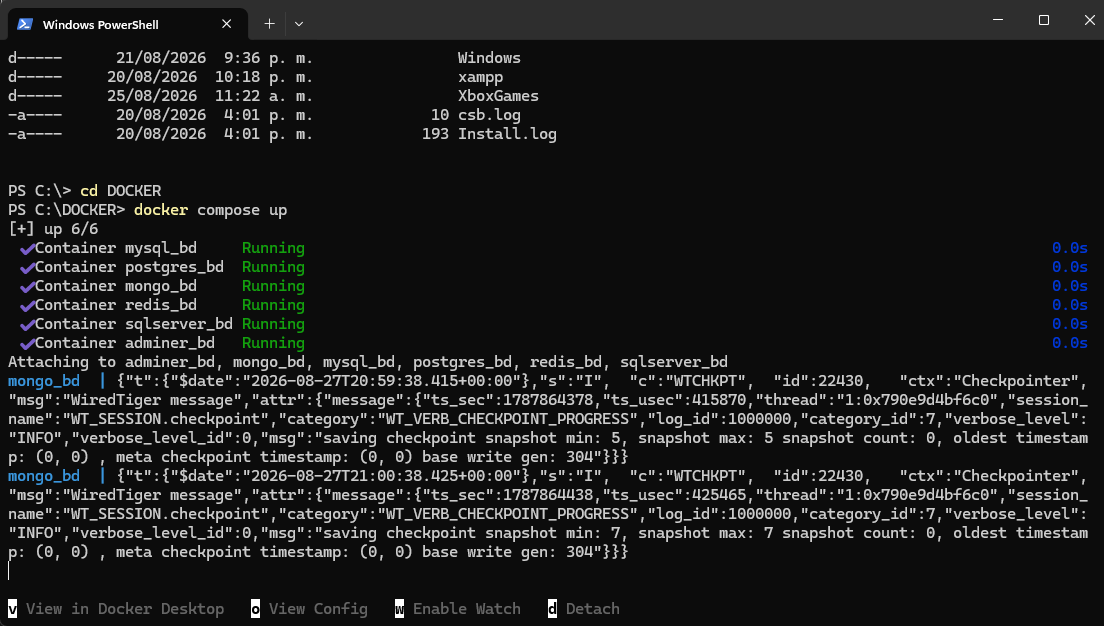 Windows PowerShell
d-----        21/08/2026   9:36 p. m.                Windows
d-----        20/08/2026  10:18 p. m.                xampp
d-----        25/08/2026  11:22 a. m.                XboxGames
-a----        20/08/2026   4:01 p. m.             10 csb.log
-a----        20/08/2026   4:01 p. m.            193 Install.log
PS C:\> cd DOCKER
PS C:\DOCKER> docker compose up
[+] up 6/6
✔Container mysql_bd     Running     0.0s
✔Container postgres_bd  Running     0.0s
✔Container mongo_bd     Running     0.0s
✔Container redis_bd     Running     0.0s
✔Container sqlserver_bd Running     0.0s
✔Container adminer_bd   Running     0.0s
Attaching to adminer_bd, mongo_bd, mysql_bd, postgres_bd, redis_bd, sqlserver_bd
mongo_bd  | {"t":{"$date":"2026-08-27T20:59:38.415+00:00"},"s":"I",  "c":"WTCHKPT",  "id":22430,   "ctx":"Checkpointer",
"msg":"WiredTiger message","attr":{"message":{"ts_sec":1787864378,"ts_usec":415870,"thread":"1:0x790e9d4bf6c0","session_
name":"WT_SESSION.checkpoint","category":"WT_VERB_CHECKPOINT_PROGRESS","log_id":1000000,"category_id":7,"verbose_level":
"INFO","verbose_level_id":0,"msg":"saving checkpoint snapshot min: 5, snapshot max: 5 snapshot count: 0, oldest timestam
p: (0, 0) , meta checkpoint timestamp: (0, 0) base write gen: 304"}}}
mongo_bd  | {"t":{"$date":"2026-08-27T21:00:38.425+00:00"},"s":"I",  "c":"WTCHKPT",  "id":22430,   "ctx":"Checkpointer",
"msg":"WiredTiger message","attr":{"message":{"ts_sec":1787864438,"ts_usec":425465,"thread":"1:0x790e9d4bf6c0","session_
name":"WT_SESSION.checkpoint","category":"WT_VERB_CHECKPOINT_PROGRESS","log_id":1000000,"category_id":7,"verbose_level":
"INFO","verbose_level_id":0,"msg":"saving checkpoint snapshot min: 7, snapshot max: 7 snapshot count: 0, oldest timestam
p: (0, 0) , meta checkpoint timestamp: (0, 0) base write gen: 304"}}}
v View in Docker Desktop   o View Config   w Enable Watch   d Detach